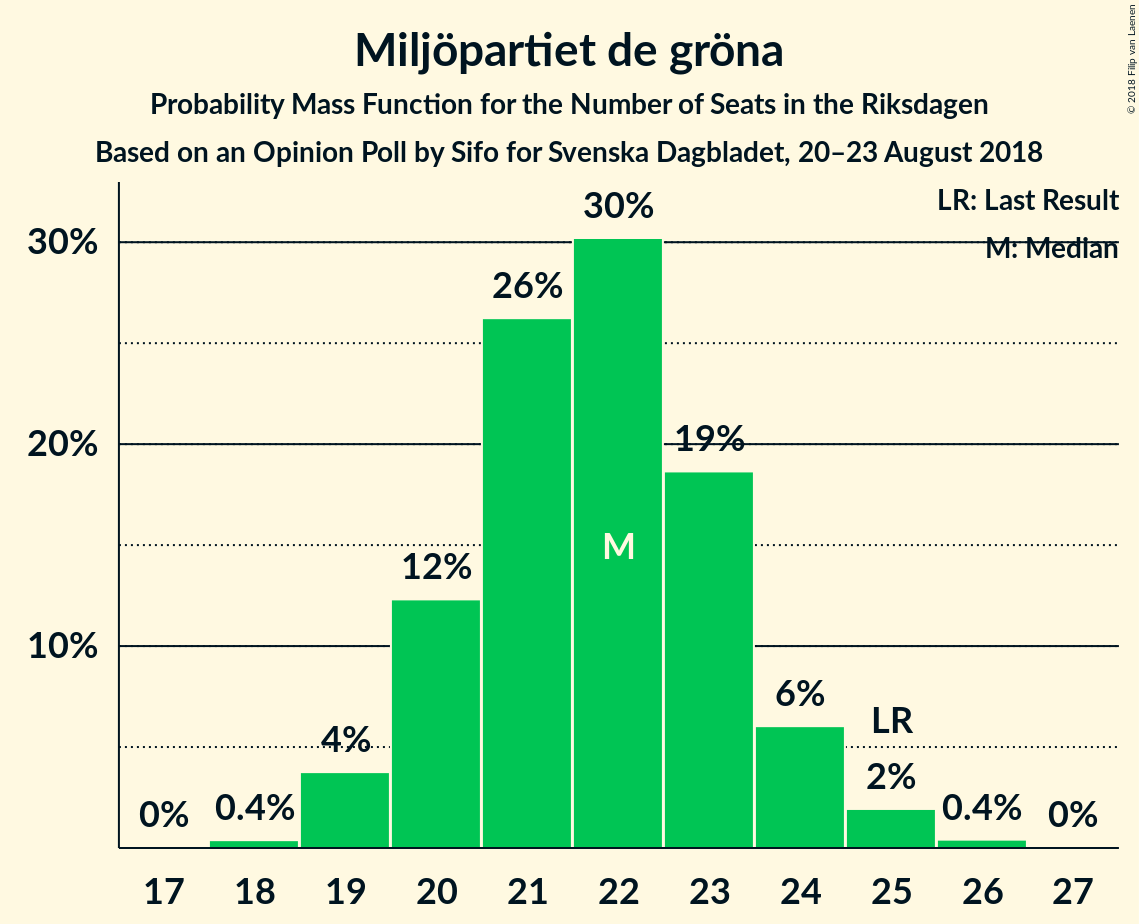 Miljöpartiet de gröna
Probability Mass Function for the Number of Seats in the Riksdagen
Based on an Opinion Poll by Sifo for Svenska Dagbladet, 20–23 August 2018
© 2018 Filip van Laenen
LR: Last Result
M: Median
30%
20%
10%
0%
0.4%
4%
12%
26%
30%
M
19%
6%
LR
2%
0.4%
0%
17 18 19 20 21 22 23 24 25 26 27